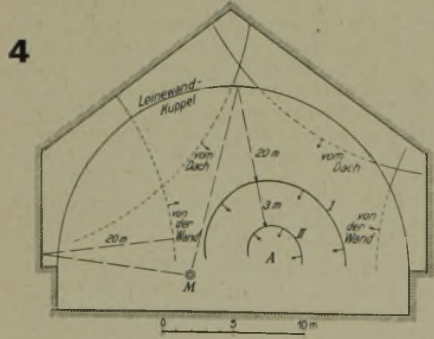 4
Leinewand-
Kuppel
vom
Dach
20 m
vom
Dach
3 m
I
von
der
Wand
20 m
von
der
Wand
II
A
M
0 5 10 m